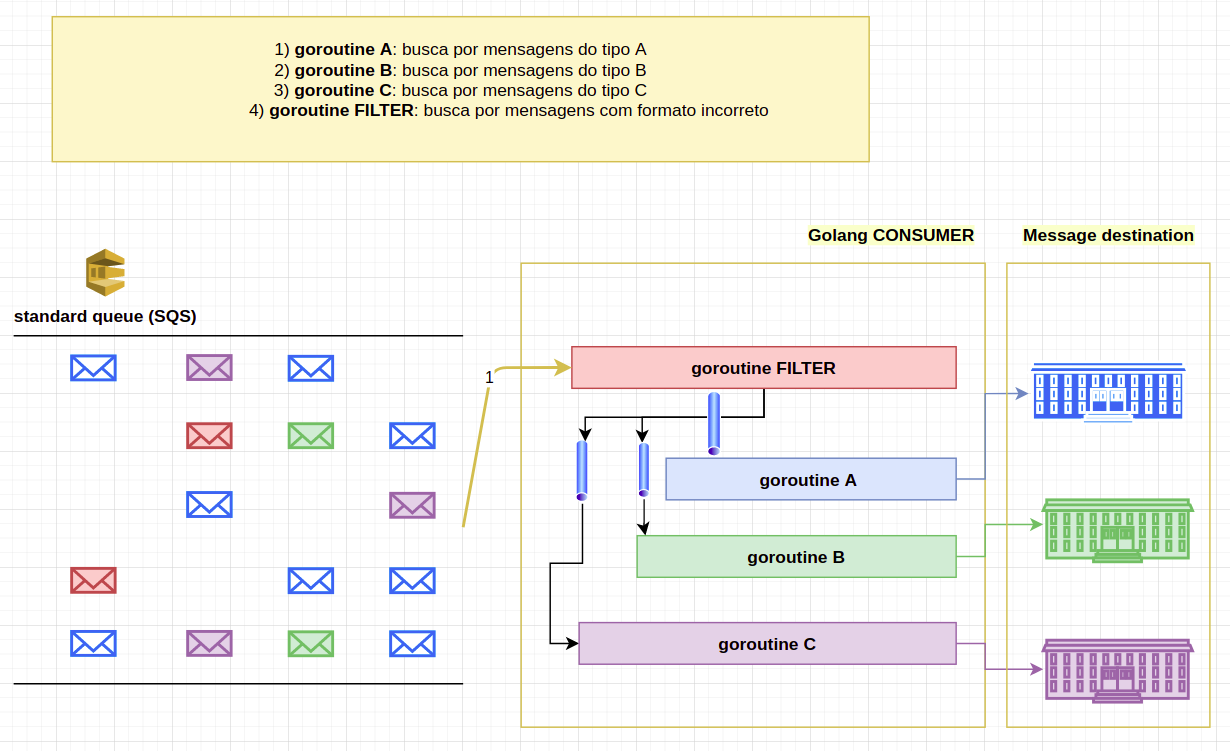 1) goroutine A: busca por mensagens do tipo A
2) goroutine B: busca por mensagens do tipo B
3) goroutine C: busca por mensagens do tipo C
4) goroutine FILTER: busca por mensagens com formato incorreto
Golang CONSUMER
Message destination
standard queue (SQS)
1
goroutine FILTER
goroutine A
goroutine B
goroutine C